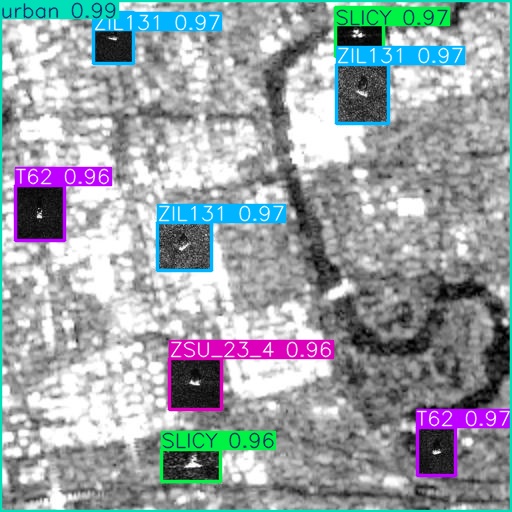 urban 0.99
ZIL131 0.97
SLICY 0.97
ZIL131 0.97
T62 0.96
ZIL131 0.97
ZSU_23_4 0.96
T62 0.97
SLICY 0.96